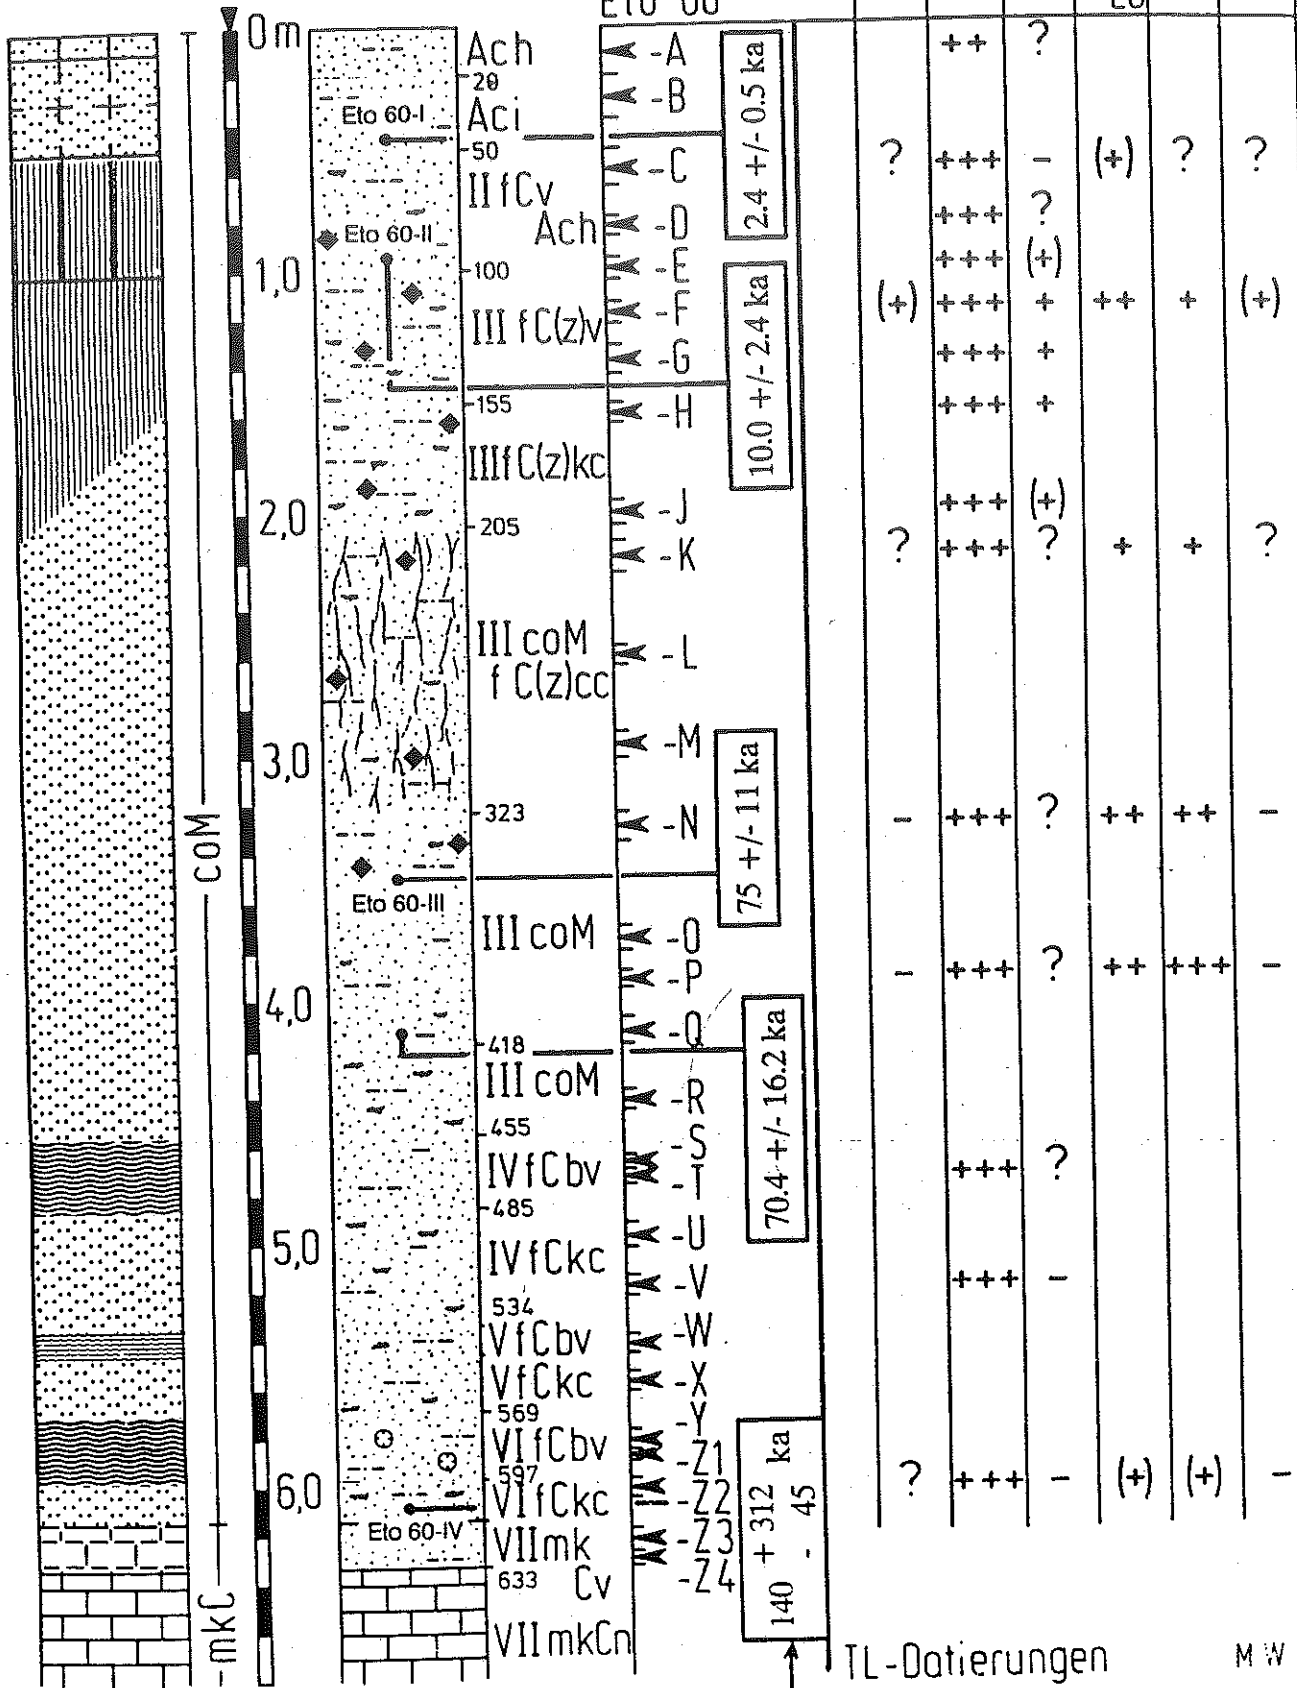 0m
Ach
-A
++ ?
20
-B
Eto 60-I
Aci
2.4 +/- 0.5 ka
50
-C
? +++ - (+) ? ?
II fCv
+++ ?
Ach
-D
Eto 60-II
+++ (+)
-E
1,0
100
(+) +++ + ++ + (+)
-F
III fC(z)v
+++ +
-G
10.0 +/- 2.4 ka
155
-H
+++ +
IIIfC(z)kc
-J
+++ (+)
2,0
205
-K
? +++ ? + + ?
III coM
-L
f C(z)cc
-M
3,0
75 +/- 11 ka
323
-N
- +++ ? ++ ++ -
coM
Eto 60-III
III coM
-O
-P
- +++ ? ++ +++ -
4,0
-Q
418
III coM
-R
70.4 +/- 16.2 ka
455
-S
IVfCbv
-T
+++ ?
485
-U
5,0
IVfCkc
-V
+++ -
534
VfCbv
-W
VfCkc
-X
569
-Y
VIfCbv
-Z1
597
6,0
VIfCkc
-Z2
? +++ - (+) (+) -
Eto 60-IV
VIImk
-Z3
633
Cv
-Z4
140 + 312 ka
- 45
-mkC
VIImkCn
TL-Datierungen
M W